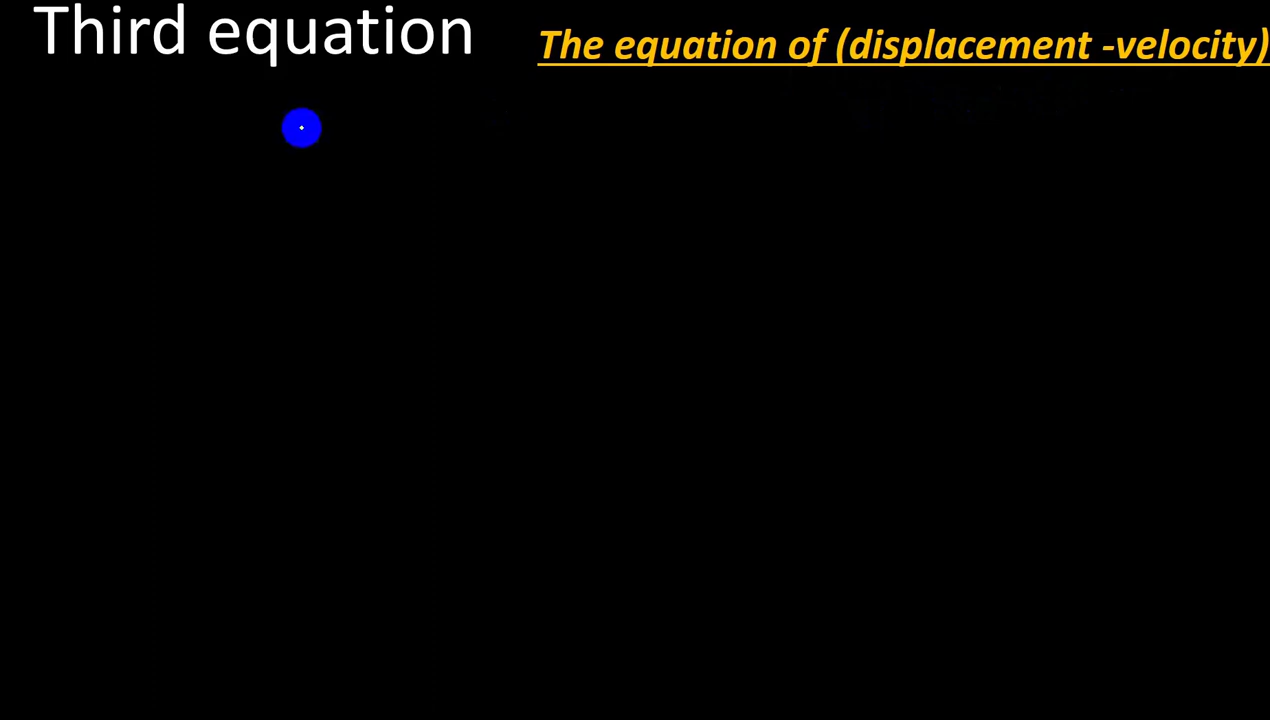 Third equation
The equation of (displacement -velocity)